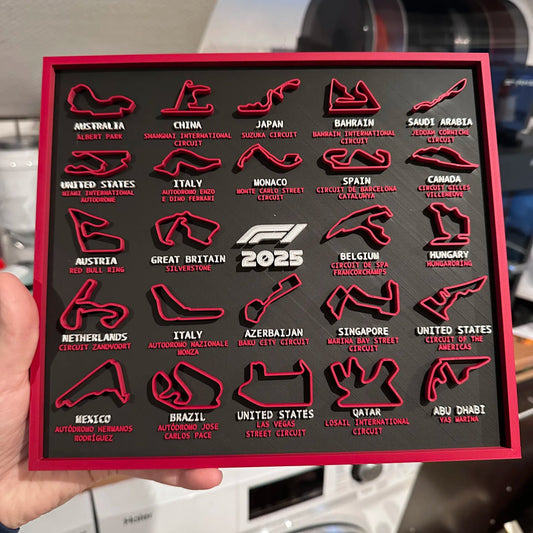 AUSTRALIA
ALBERT PARK
CHINA
SHANGHAI INTERNATIONAL
CIRCUIT
JAPAN
SUZUKA CIRCUIT
BAHRAIN
BAHRAIN INTERNATIONAL
CIRCUIT
SAUDI ARABIA
JEDDAH CORNICHE
CIRCUIT
UNITED STATES
MIAMI INTERNATIONAL
AUTODROME
ITALY
AUTODROMO ENZO
E DINO FERRARI
MONACO
MONTE CARLO STREET
CIRCUIT
SPAIN
CIRCUIT DE BARCELONA
CATALUNYA
CANADA
CIRCUIT GILLES
VILLENEUVE
AUSTRIA
RED BULL RING
GREAT BRITAIN
SILVERSTONE
F1
2025
BELGIUM
CIRCUIT DE SPA
FRANCORCHAMPS
HUNGARY
HUNGARORING
NETHERLANDS
CIRCUIT ZANDVOORT
ITALY
AUTODROMO NAZIONALE
MONZA
AZERBAIJAN
BAKU CITY CIRCUIT
SINGAPORE
MARINA BAY STREET
CIRCUIT
UNITED STATES
CIRCUIT OF THE
AMERICAS
MEXICO
AUTÓDROMO HERMANOS
RODRÍGUEZ
BRAZIL
AUTÓDROMO JOSE
CARLOS PACE
UNITED STATES
LAS VEGAS
STREET CIRCUIT
QATAR
LOSAIL INTERNATIONAL
CIRCUIT
ABU DHABI
YAS MARINA
Haier